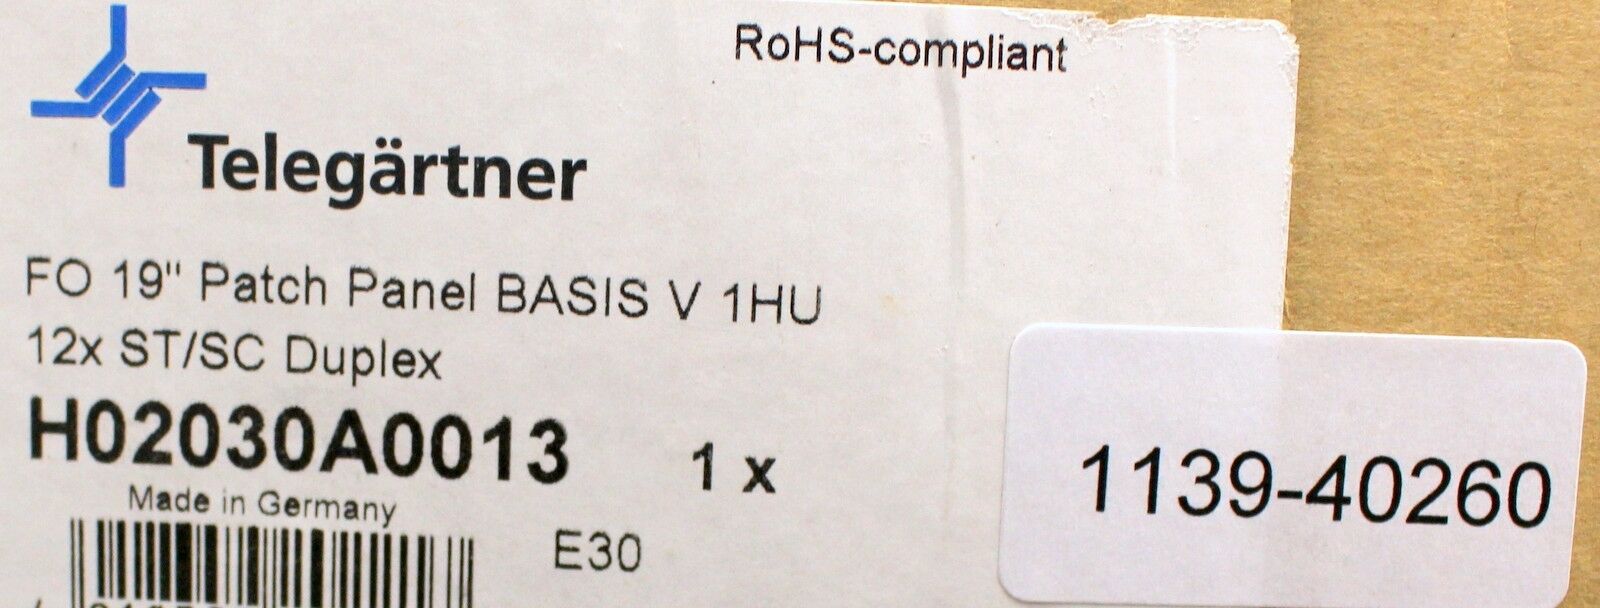 RoHS-compliant
Telegärtner
FO 19" Patch Panel BASIS V 1HU
12x ST/SC Duplex
H02030A0013 1 x
Made in Germany
E30
1139-40260